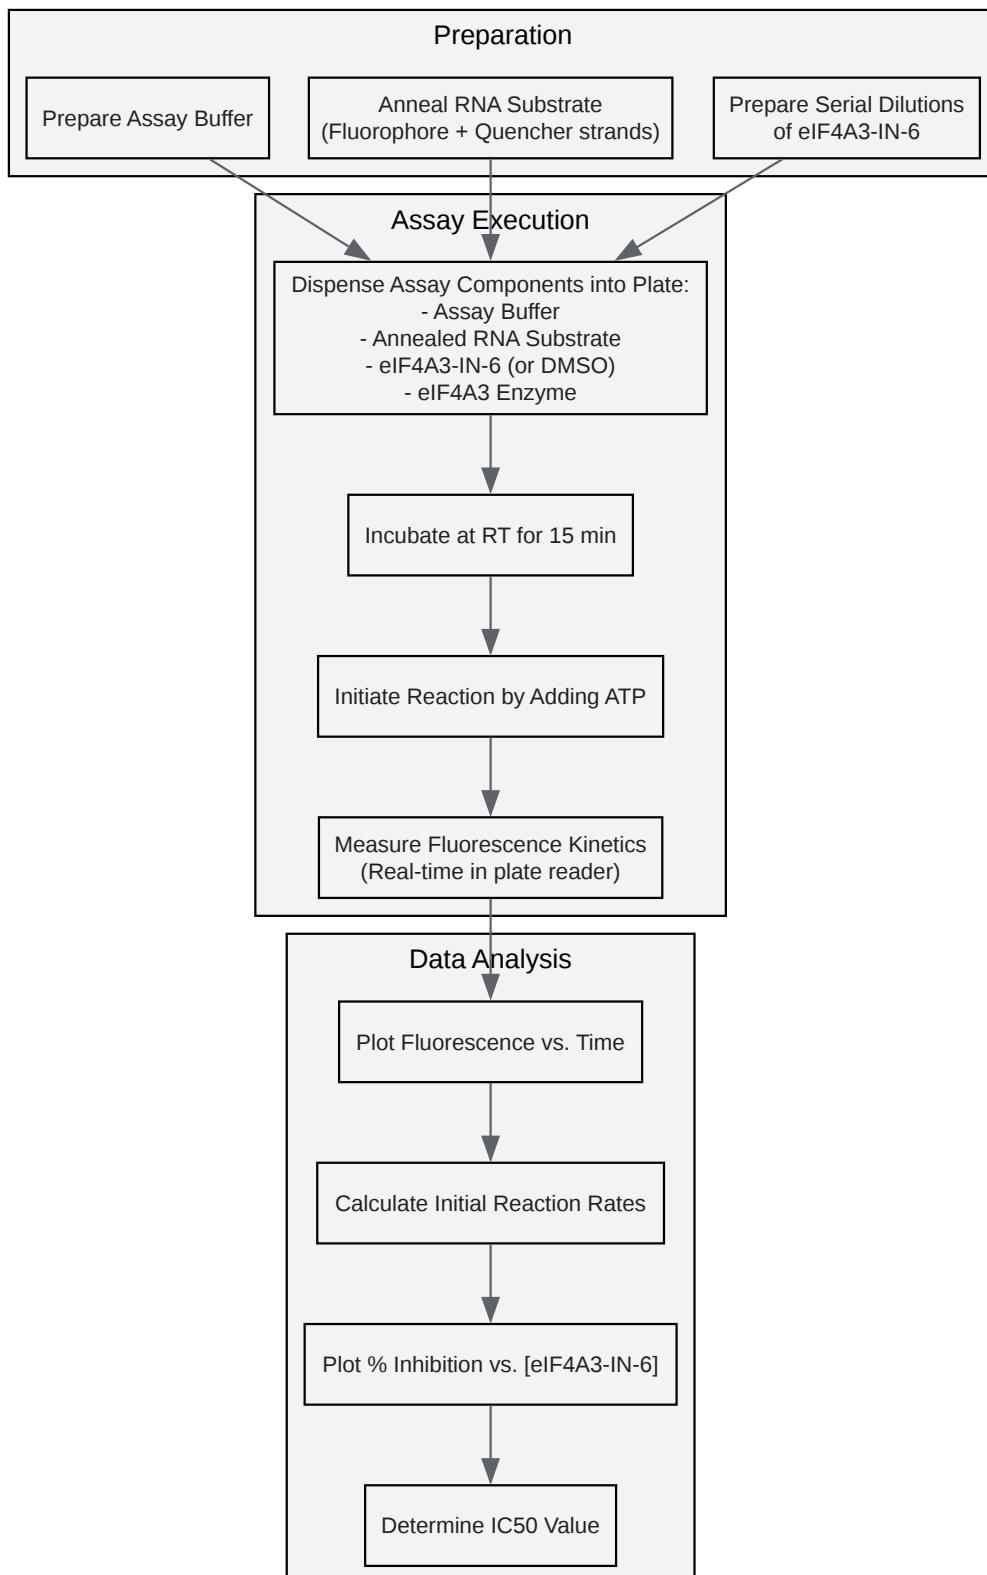 Preparation
Prepare Assay Buffer
Anneal RNA Substrate
(Fluorophore + Quencher strands)
Prepare Serial Dilutions
of eIF4A3-IN-6
Assay Execution
Dispense Assay Components into Plate:
- Assay Buffer
- Annealed RNA Substrate
- eIF4A3-IN-6 (or DMSO)
- eIF4A3 Enzyme
Incubate at RT for 15 min
Initiate Reaction by Adding ATP
Measure Fluorescence Kinetics
(Real-time in plate reader)
Data Analysis
Plot Fluorescence vs. Time
Calculate Initial Reaction Rates
Plot % Inhibition vs. [eIF4A3-IN-6]
Determine IC50 Value